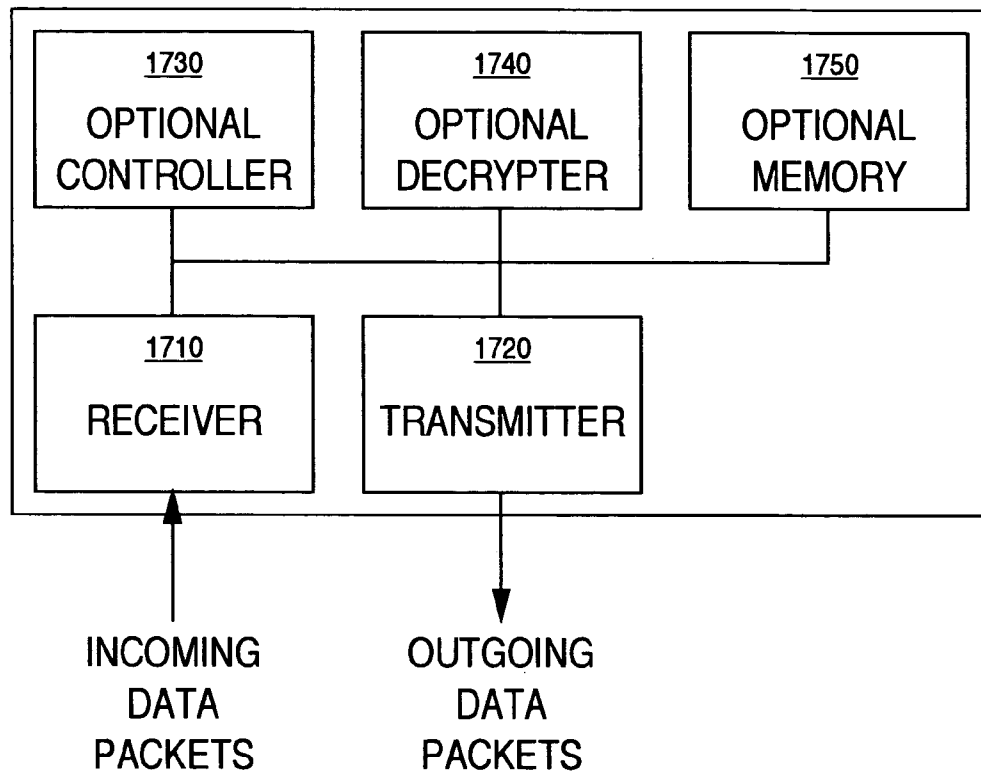 1730
OPTIONAL
CONTROLLER
1740
OPTIONAL
DECRYPTER
1750
OPTIONAL
MEMORY
1710
RECEIVER
1720
TRANSMITTER
INCOMING
DATA
PACKETS
OUTGOING
DATA
PACKETS